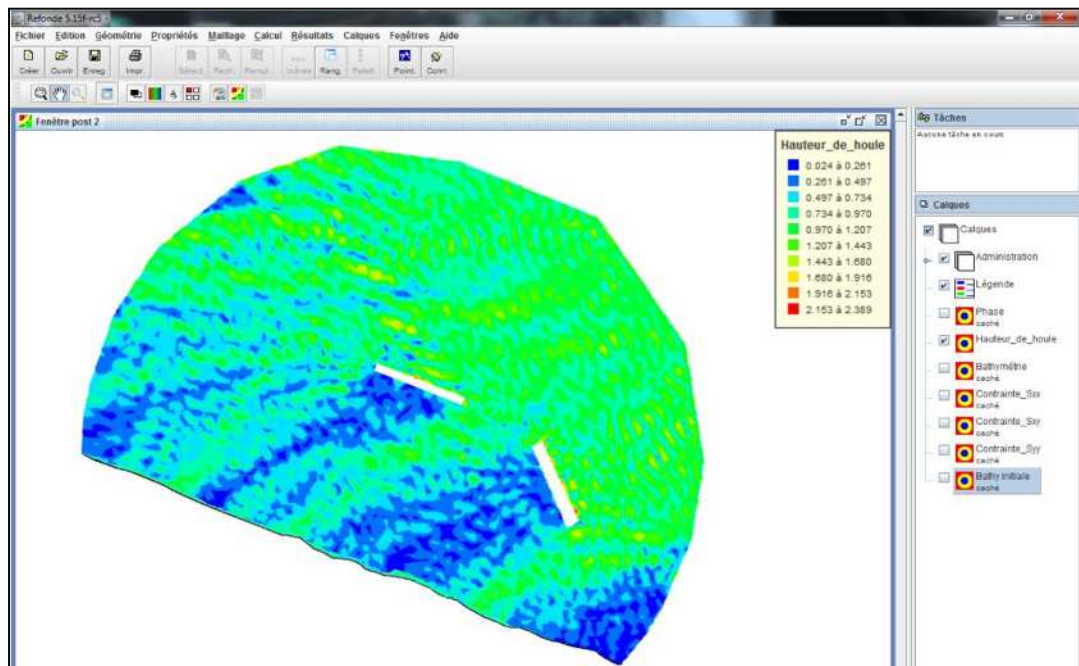 Refonde 5.15f-rc5 -
Fichier Edition Géométrie Propriétés Maillage Calcul Résultats Calques Fenêtres Aide
Créer Ouvrir Enreg. Impr. Sélect. Rang. Point. Conn.
Fenêtre post 2
Hauteur_de_houle
0.024 à 0.261
0.261 à 0.497
0.497 à 0.734
0.734 à 0.970
0.970 à 1.207
1.207 à 1.443
1.443 à 1.680
1.680 à 1.916
1.916 à 2.153
2.153 à 2.389
Tâches
Aucune tâche en cours
Calques
Calques
Administration
Légende
Phase
caché
Hauteur_de_houle
Bathymétrie
caché
Contrainte_Sxx
caché
Contrainte_Sxy
caché
Contrainte_Syy
caché
Bathy initiale
caché